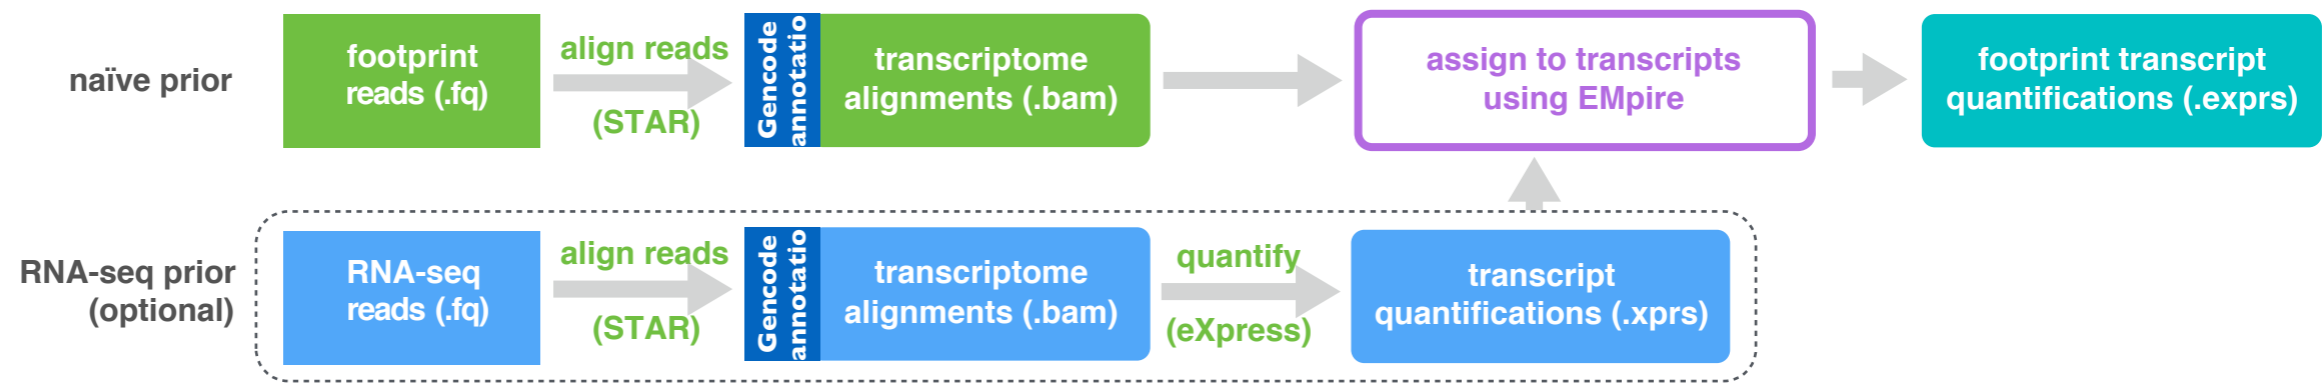 naïve prior
footprint
reads (.fq)
align reads
(STAR)
Gencode
annotatio
transcriptome
alignments (.bam)
assign to transcripts
using EMpire
footprint transcript
quantifications (.exprs)
RNA-seq prior
(optional)
RNA-seq
reads (.fq)
align reads
(STAR)
Gencode
annotatio
transcriptome
alignments (.bam)
quantify
(eXpress)
transcript
quantifications (.xprs)